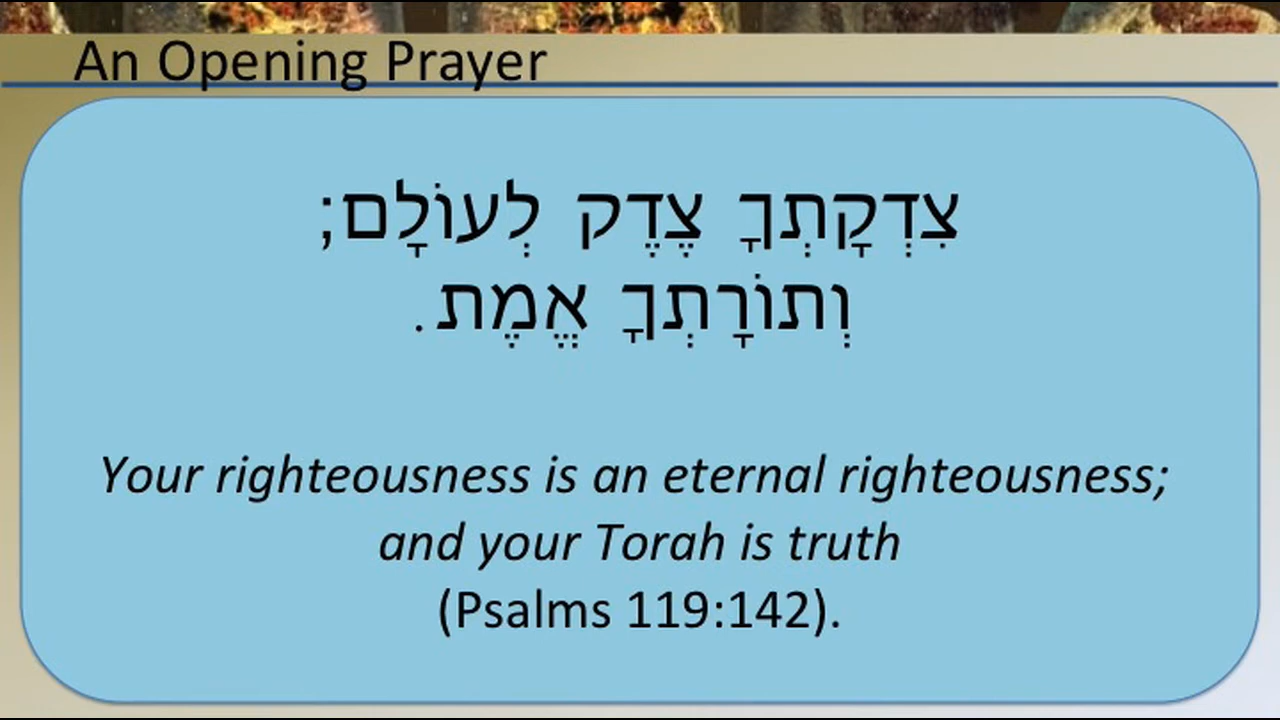 An Opening Prayer
צִדְקָתְךָ צֶדֶק לְעוֹלָם;
וְתוֹרָתְךָ אֱמֶת.
Your righteousness is an eternal righteousness;
and your Torah is truth
(Psalms 119:142).